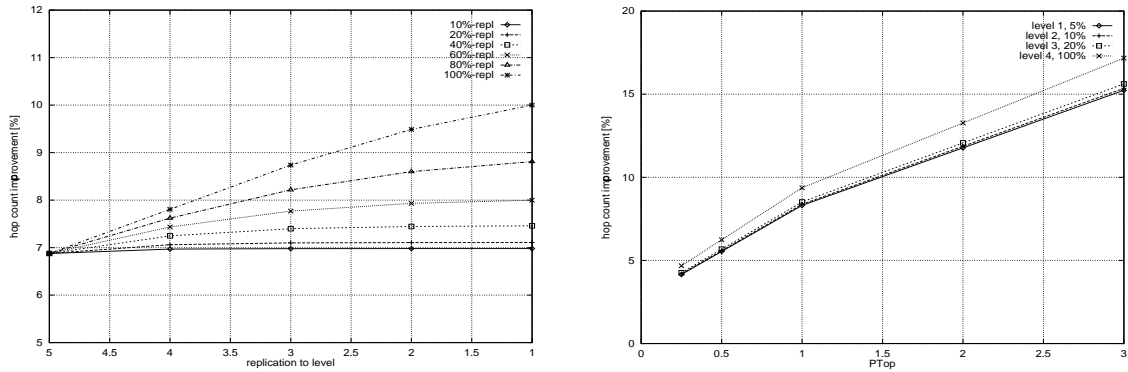 12
11
10
9
8
7
6
5
hop count improvement [%]
10%-repl
20%-repl
40%-repl
60%-repl
80%-repl
100%-repl
5 4.5 4 3.5 3 2.5 2 1.5 1
replication to level
20
15
10
5
0
hop count improvement [%]
level 1, 5%
level 2, 10%
level 3, 20%
level 4, 100%
0 0.5 1 1.5 2 2.5 3
PTop